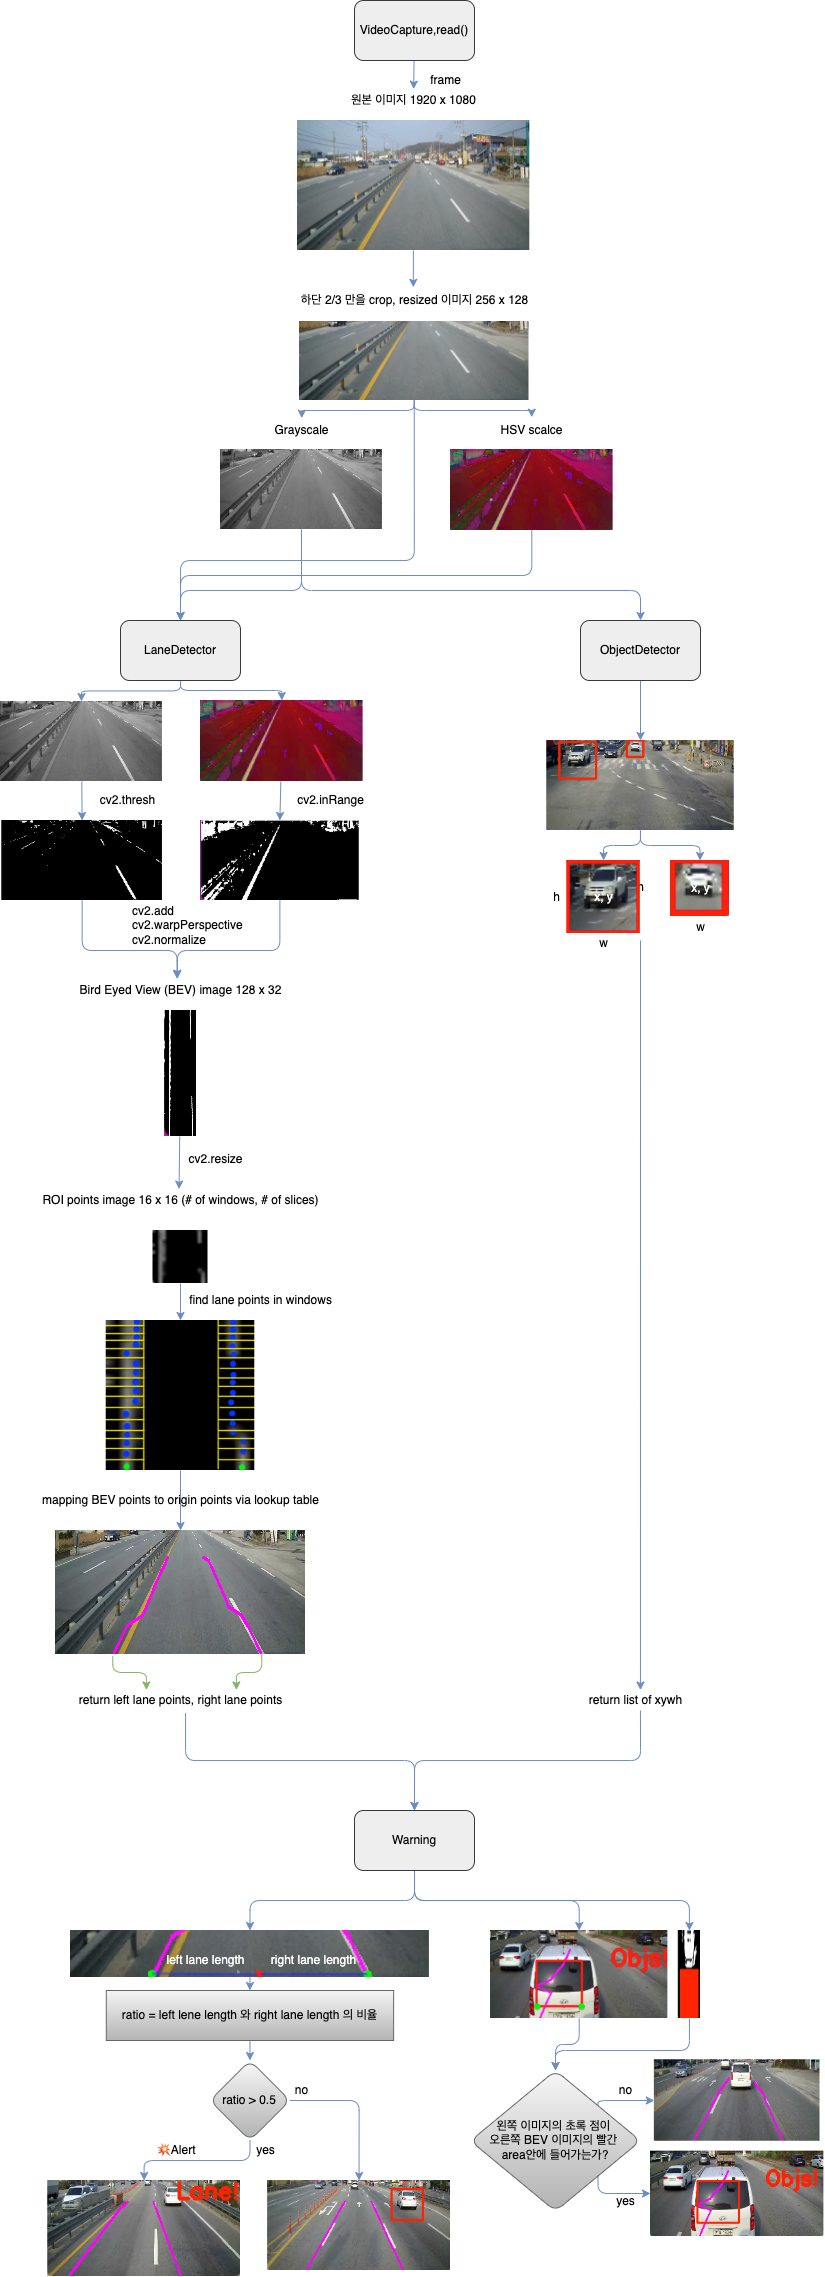 VideoCapture,read()
frame
원본 이미지 1920 x 1080
하단 2/3 만을 crop, resized 이미지 256 x 128
Grayscale
HSV scalce
LaneDetector
ObjectDetector
cv2.thresh
cv2.inRange
cv2.add
cv2.warpPerspective
cv2.normalize
h
x, y
w
h
x, y
w
Bird Eyed View (BEV) image 128 x 32
cv2.resize
ROI points image 16 x 16 (# of windows, # of slices)
find lane points in windows
mapping BEV points to origin points via lookup table
return left lane points, right lane points
return list of xywh
Warning
left lane length
right lane length
Objs!
ratio = left lene length 와 right lane length 의 비율
ratio > 0.5
no
yes
💥Alert
Lane!
왼쪽 이미지의 초록 점이
오른쪽 BEV 이미지의 빨간
area안에 들어가는가?
no
yes
Objs!